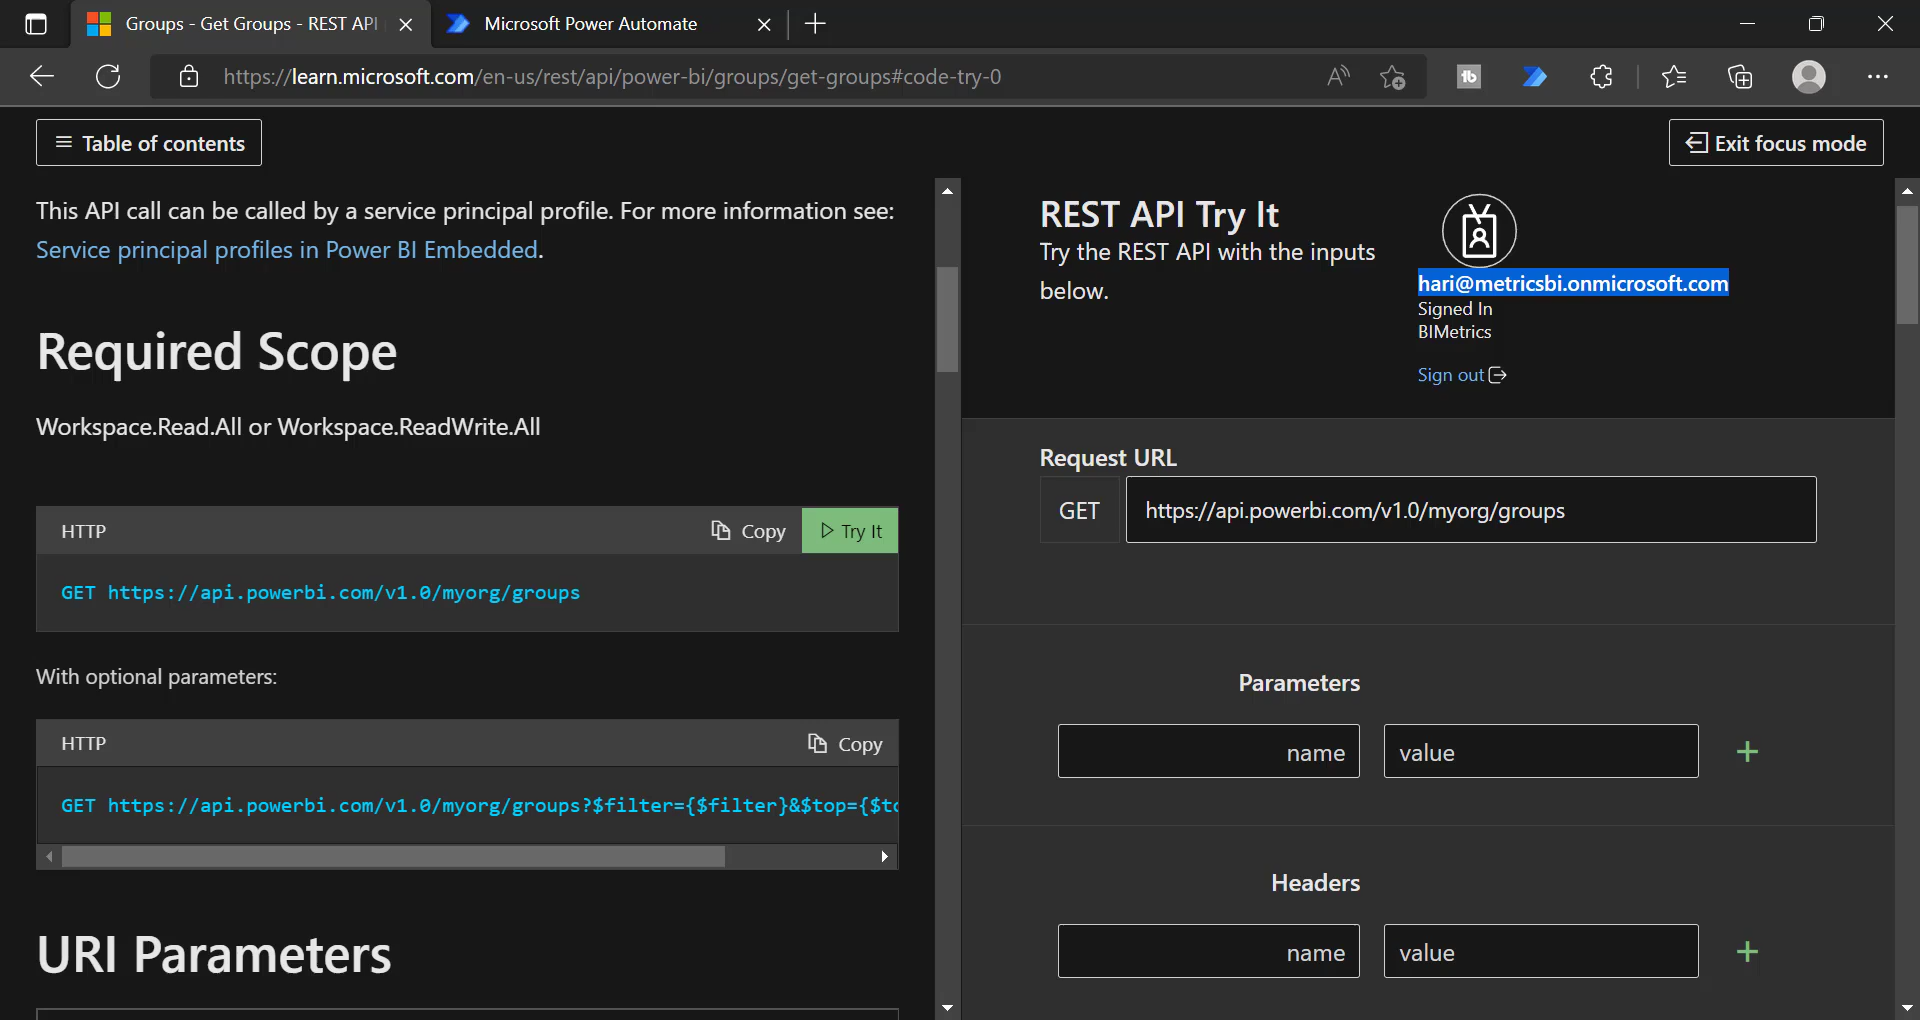 Groups - Get Groups - REST API
Microsoft Power Automate
https://learn.microsoft.com/en-us/rest/api/power-bi/groups/get-groups#code-try-0
Table of contents
Exit focus mode
This API call can be called by a service principal profile. For more information see:
Service principal profiles in Power BI Embedded.
Required Scope
Workspace.Read.All or Workspace.ReadWrite.All
HTTP
Copy
Try It
GET https://api.powerbi.com/v1.0/myorg/groups
With optional parameters:
HTTP
Copy
GET https://api.powerbi.com/v1.0/myorg/groups?$filter={$filter}&$top={$to
URI Parameters
REST API Try It
Try the REST API with the inputs
below.
hari@metricsbi.onmicrosoft.com
Signed In
BIMetrics
Sign out
Request URL
GET
https://api.powerbi.com/v1.0/myorg/groups
Parameters
name
value
Headers
name
value